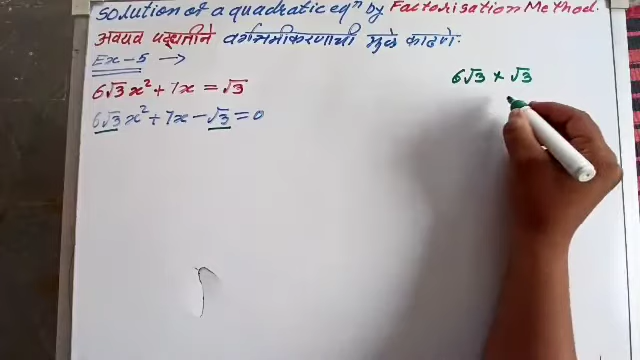 Solution of a quadratic eqⁿ by Factorisation Method.
अवयव पद्धतीने वर्गसमीकरणाची मुळे काढणे.
Ex-5 →
6√3 x² + 7x = √3
6√3 × √3
6√3 x² + 7x - √3 = 0